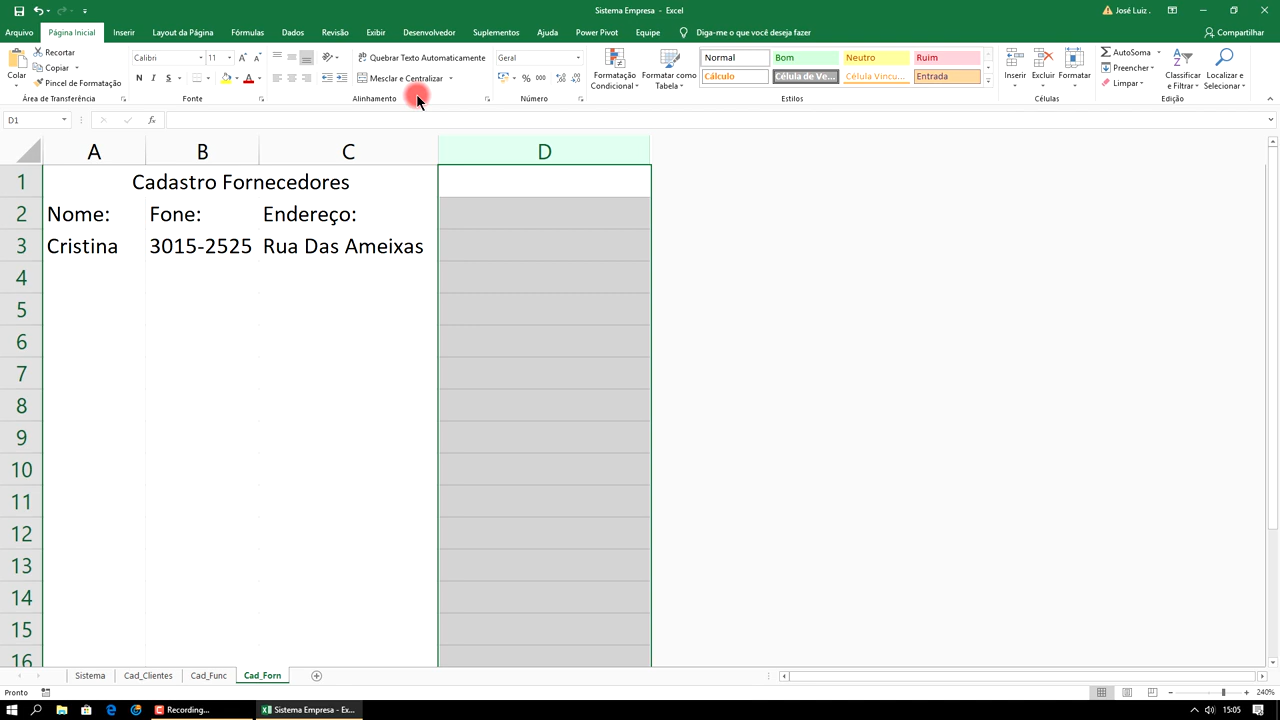 Sistema Empresa - Excel
José Luiz .
Arquivo Página Inicial Inserir Layout da Página Fórmulas Dados Revisão Exibir Desenvolvedor Suplementos Ajuda Power Pivot Equipe Diga-me o que você deseja fazer Compartilhar
Colar
Recortar
Copiar
Pincel de Formatação
Área de Transferência
Calibri 11
N I S
Fonte
Quebrar Texto Automaticamente
Mesclar e Centralizar
Alinhamento
Geral
% 000
Número
Formatação Condicional
Formatar como Tabela
Normal Bom Neutro Ruim
Cálculo Célula de Ve... Célula Vincu... Entrada
Estilos
Inserir Excluir Formatar
Células
AutoSoma
Preencher
Limpar
Classificar e Filtrar
Localizar e Selecionar
Edição
D1 fx
A B C D
1 Cadastro Fornecedores
2 Nome: Fone: Endereço:
3 Cristina 3015-2525 Rua Das Ameixas
4
5
6
7
8
9
10
11
12
13
14
15
16
Sistema Cad_Clientes Cad_Func Cad_Forn
Pronto 240%
Recording... Sistema Empresa - Ex... 15:05